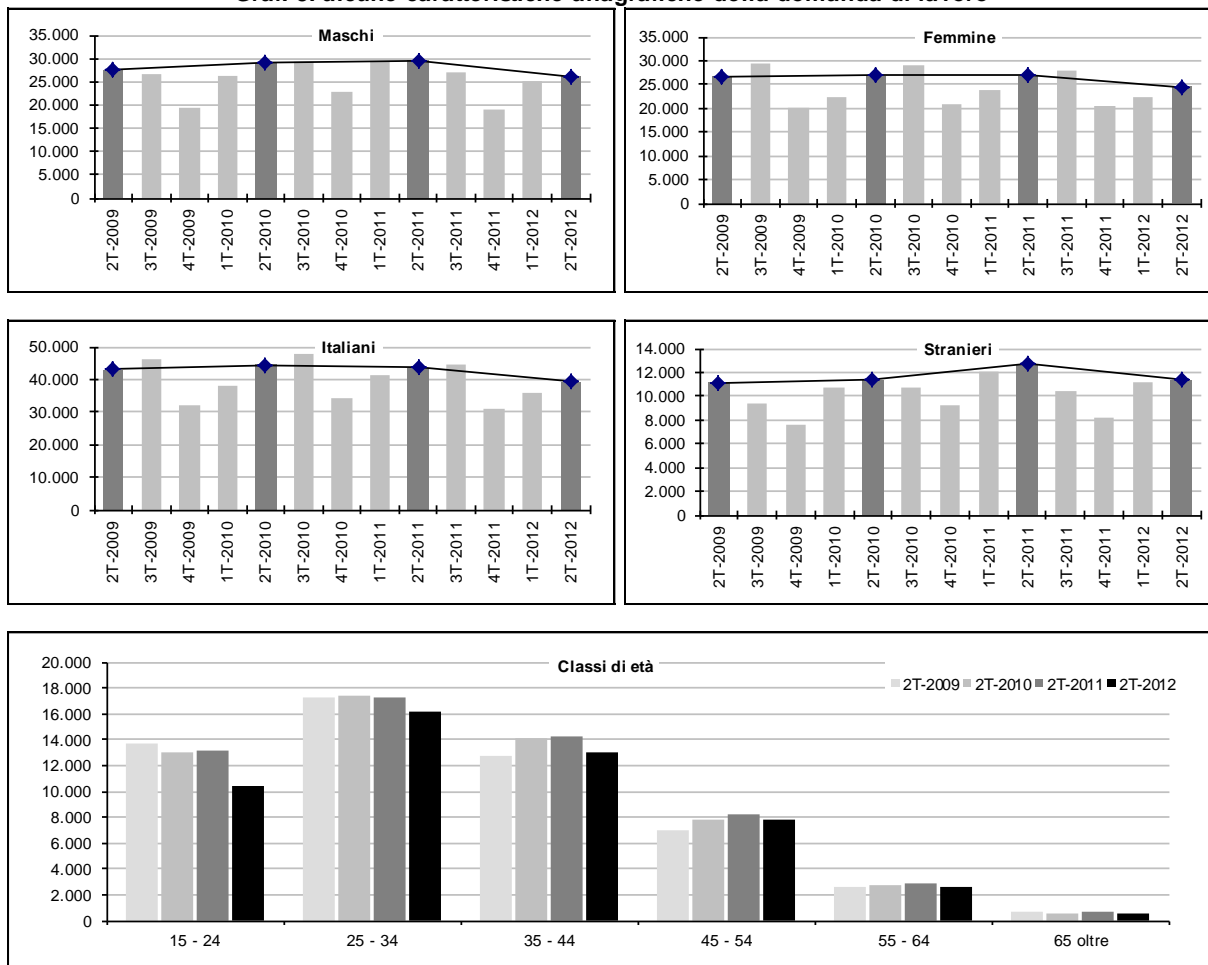 Maschi
35.000
30.000
25.000
20.000
15.000
10.000
5.000
0
2T-2009
3T-2009
4T-2009
1T-2010
2T-2010
3T-2010
4T-2010
1T-2011
2T-2011
3T-2011
4T-2011
1T-2012
2T-2012
Femmine
35.000
30.000
25.000
20.000
15.000
10.000
5.000
0
2T-2009
3T-2009
4T-2009
1T-2010
2T-2010
3T-2010
4T-2010
1T-2011
2T-2011
3T-2011
4T-2011
1T-2012
2T-2012
Italiani
50.000
40.000
30.000
20.000
10.000
0
2T-2009
3T-2009
4T-2009
1T-2010
2T-2010
3T-2010
4T-2010
1T-2011
2T-2011
3T-2011
4T-2011
1T-2012
2T-2012
Stranieri
14.000
12.000
10.000
8.000
6.000
4.000
2.000
0
2T-2009
3T-2009
4T-2009
1T-2010
2T-2010
3T-2010
4T-2010
1T-2011
2T-2011
3T-2011
4T-2011
1T-2012
2T-2012
Classi di età
2T-2009 2T-2010 2T-2011 2T-2012
20.000
18.000
16.000
14.000
12.000
10.000
8.000
6.000
4.000
2.000
0
15 - 24 25 - 34 35 - 44 45 - 54 55 - 64 65 oltre